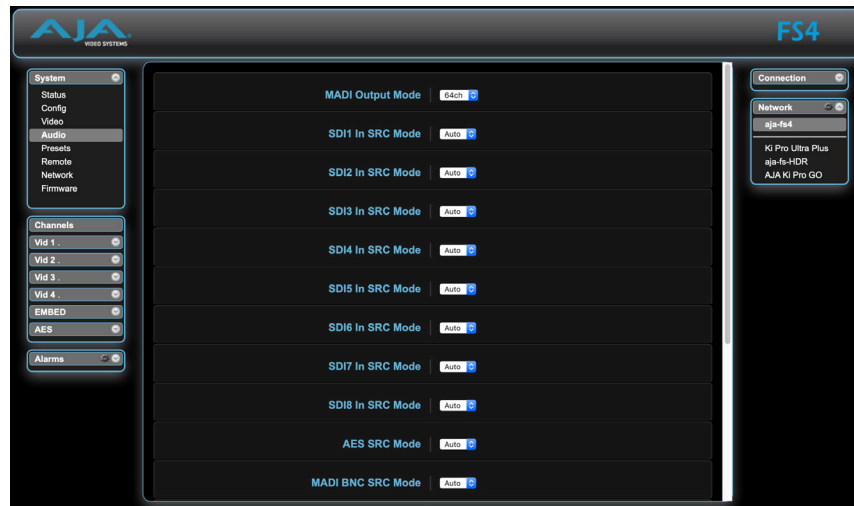 AJA
VIDEO SYSTEMS
FS4
System
Status
Config
Video
Audio
Presets
Remote
Network
Firmware
Channels
Vid 1 .
Vid 2 .
Vid 3 .
Vid 4 .
EMBED
AES
Alarms
MADI Output Mode 64ch
SDI1 In SRC Mode Auto
SDI2 In SRC Mode Auto
SDI3 In SRC Mode Auto
SDI4 In SRC Mode Auto
SDI5 In SRC Mode Auto
SDI6 In SRC Mode Auto
SDI7 In SRC Mode Auto
SDI8 In SRC Mode Auto
AES SRC Mode Auto
MADI BNC SRC Mode Auto
Connection
Network
aja-fs4
Ki Pro Ultra Plus
aja-fs-HDR
AJA Ki Pro GO